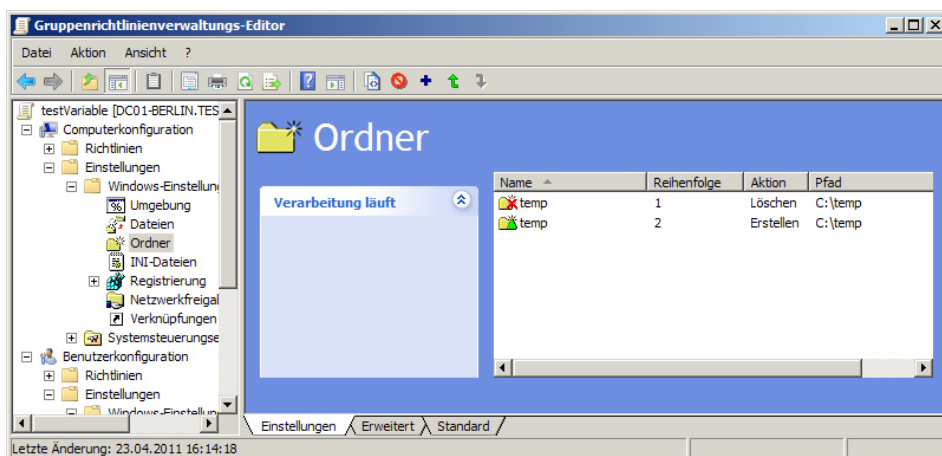 Gruppenrichtlinienverwaltungs-Editor
Datei Aktion Ansicht ?
testVariable [DC01-BERLIN.TES
Computerkonfiguration
Richtlinien
Einstellungen
Windows-Einstellun
Umgebung
Dateien
Ordner
INI-Dateien
Registrierung
Netzwerkfreigal
Verknüpfungen
Systemsteuerungse
Benutzerkonfiguration
Richtlinien
Einstellungen
Windows-Einstellun
Ordner
Verarbeitung läuft
Name Reihenfolge Aktion Pfad
temp 1 Löschen C:\temp
temp 2 Erstellen C:\temp
Einstellungen Erweitert Standard
Letzte Änderung: 23.04.2011 16:14:18